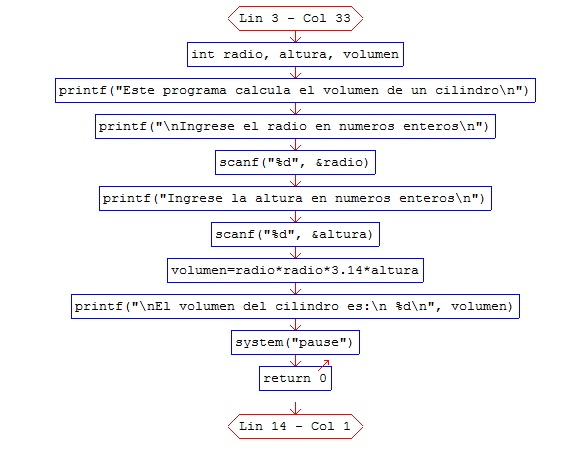 Lin 3 - Col 33
int radio, altura, volumen
printf("Este programa calcula el volumen de un cilindro\n")
printf("\nIngrese el radio en numeros enteros\n")
scanf("%d", &radio)
printf("Ingrese la altura en numeros enteros\n")
scanf("%d", &altura)
volumen=radio*radio*3.14*altura
printf("\nEl volumen del cilindro es:\n %d\n", volumen)
system("pause")
return 0
Lin 14 - Col 1